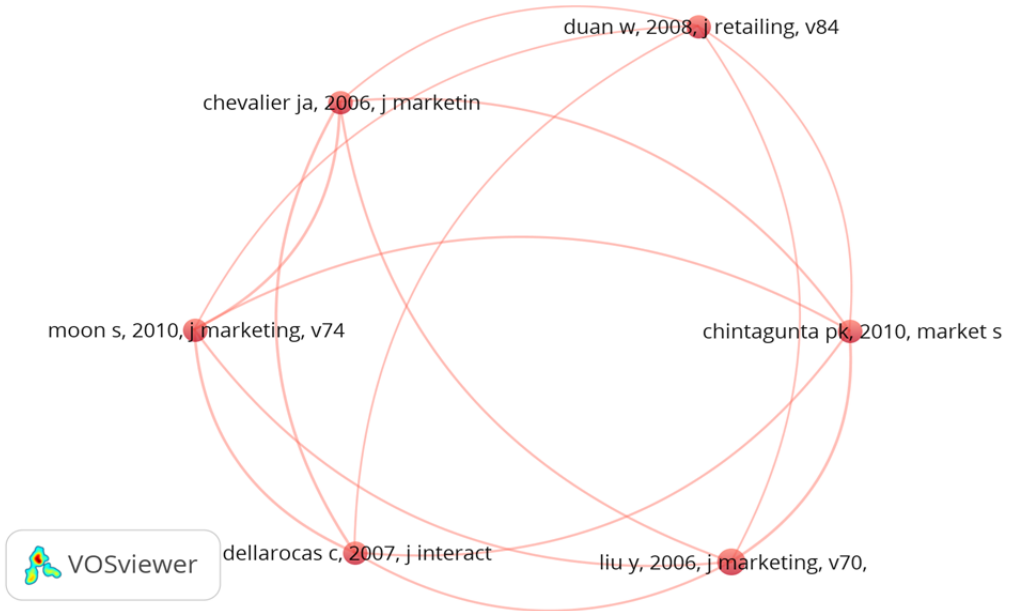 duan w, 2008, j retailing, v84
chevalier ja, 2006, j marketin
moon s, 2010, j marketing, v74
chintagunta pk, 2010, market s
dellarocas c, 2007, j interact
liu y, 2006, j marketing, v70,
VOSviewer